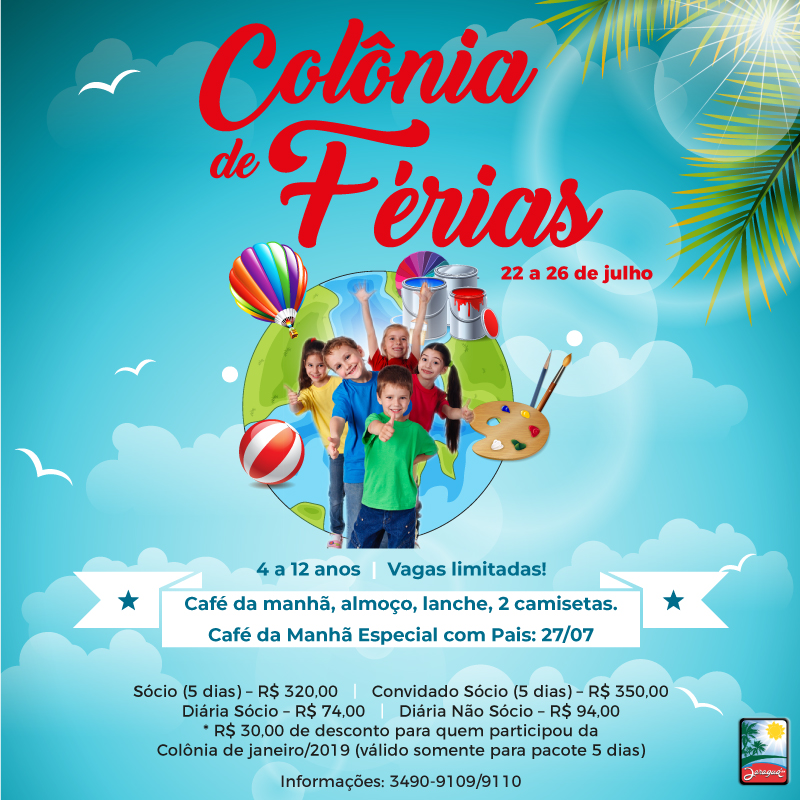 Colônia
de Férias
22 a 26 de julho
4 a 12 anos | Vagas limitadas!
Café da manhã, almoço, lanche, 2 camisetas.
Café da Manhã Especial com Pais: 27/07
Sócio (5 dias) – R$ 320,00 | Convidado Sócio (5 dias) – R$ 350,00
Diária Sócio – R$ 74,00 | Diária Não Sócio – R$ 94,00
* R$ 30,00 de desconto para quem participou da
Colônia de janeiro/2019 (válido somente para pacote 5 dias)
Informações: 3490-9109/9110
Jaraguá